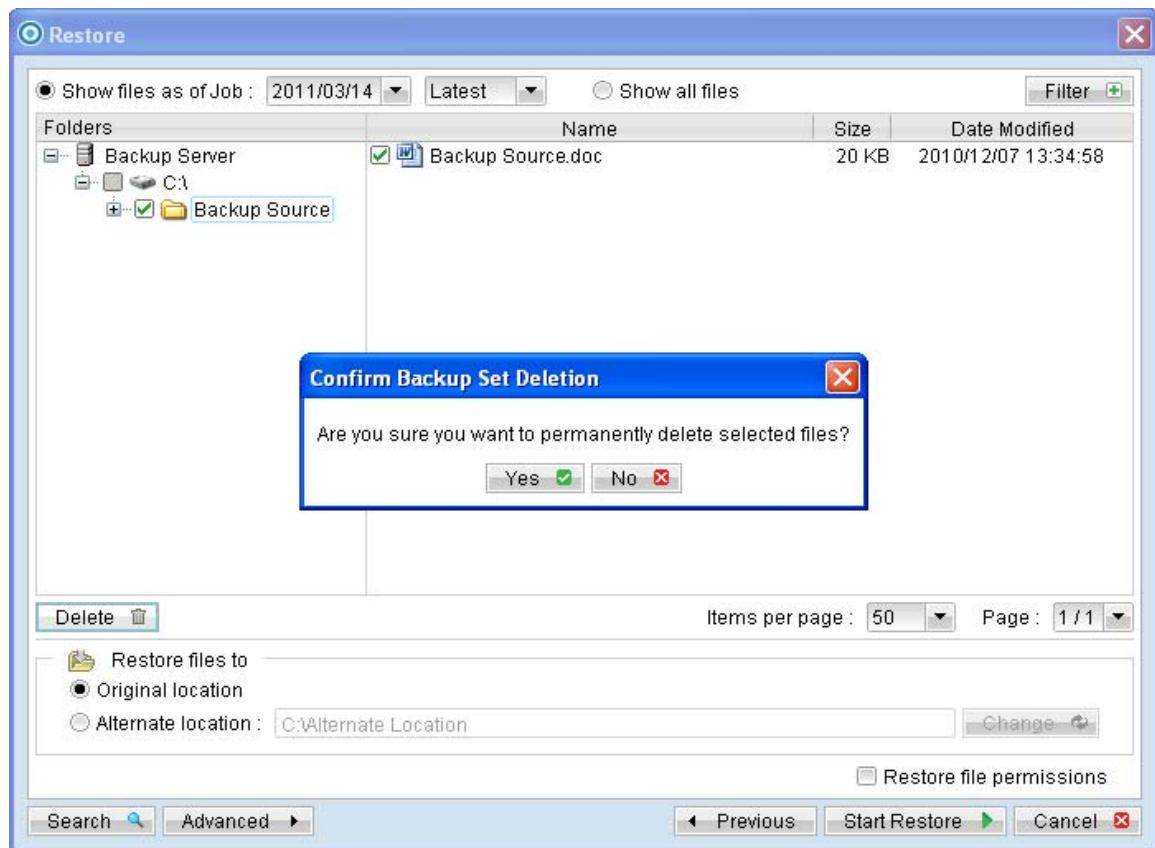 Restore
Show files as of Job : 2011/03/14 Latest Show all files Filter
Folders Name Size Date Modified
Backup Server Backup Source.doc 20 KB 2010/12/07 13:34:58
C:\
Backup Source
Confirm Backup Set Deletion
Are you sure you want to permanently delete selected files?
Yes No
Delete Items per page : 50 Page : 1 / 1
Restore files to
Original location
Alternate location : C:\Alternate Location Change
Restore file permissions
Search Advanced Previous Start Restore Cancel